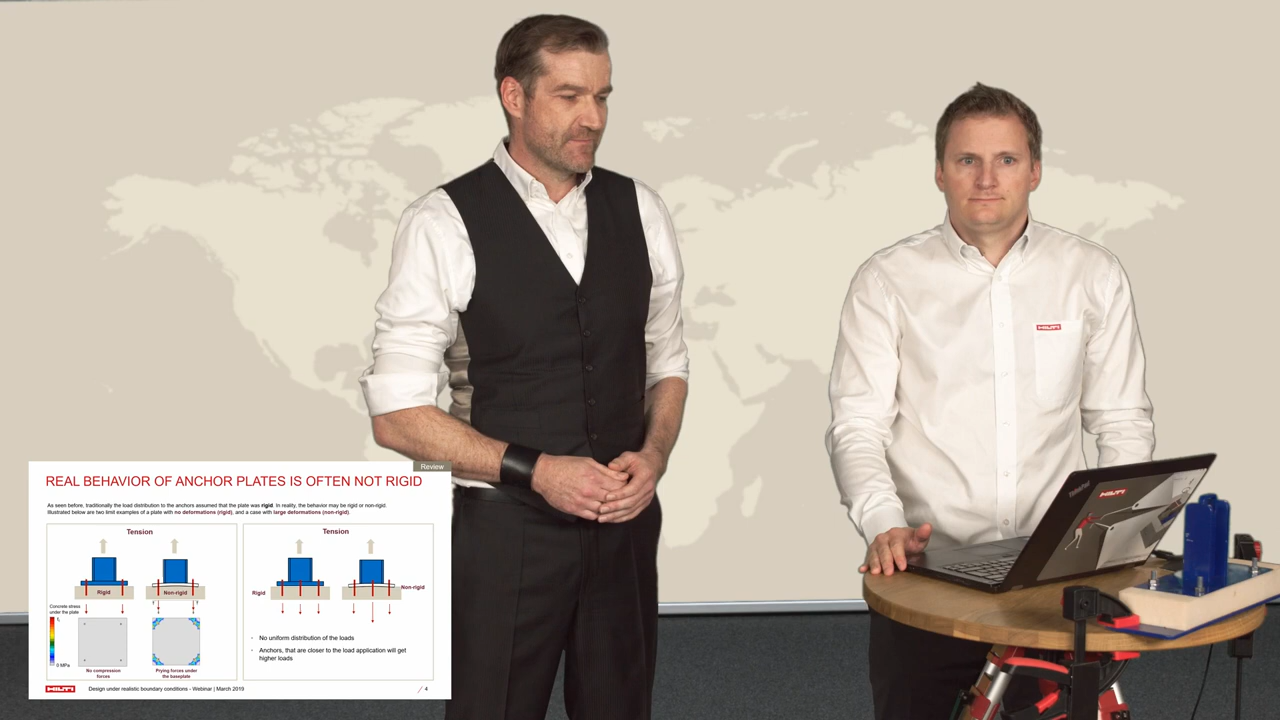 Review
REAL BEHAVIOR OF ANCHOR PLATES IS OFTEN NOT RIGID
As seen before, traditionally the load distribution to the anchors assumed that the plate was rigid. In reality, the behavior may be rigid or non-rigid.
Illustrated below are two limit examples of a plate with no deformations (rigid), and a case with large deformations (non-rigid).
Tension
Rigid
Non-rigid
Concrete stress
under the plate
0 MPa
No compression
forces
Prying forces under
the baseplate
Tension
Rigid
Non-rigid
No uniform distribution of the loads
Anchors, that are closer to the load application will get
higher loads
HILTI
Design under realistic boundary conditions - Webinar | March 2019
/ 4
HILTI
ThinkPad
HILTI